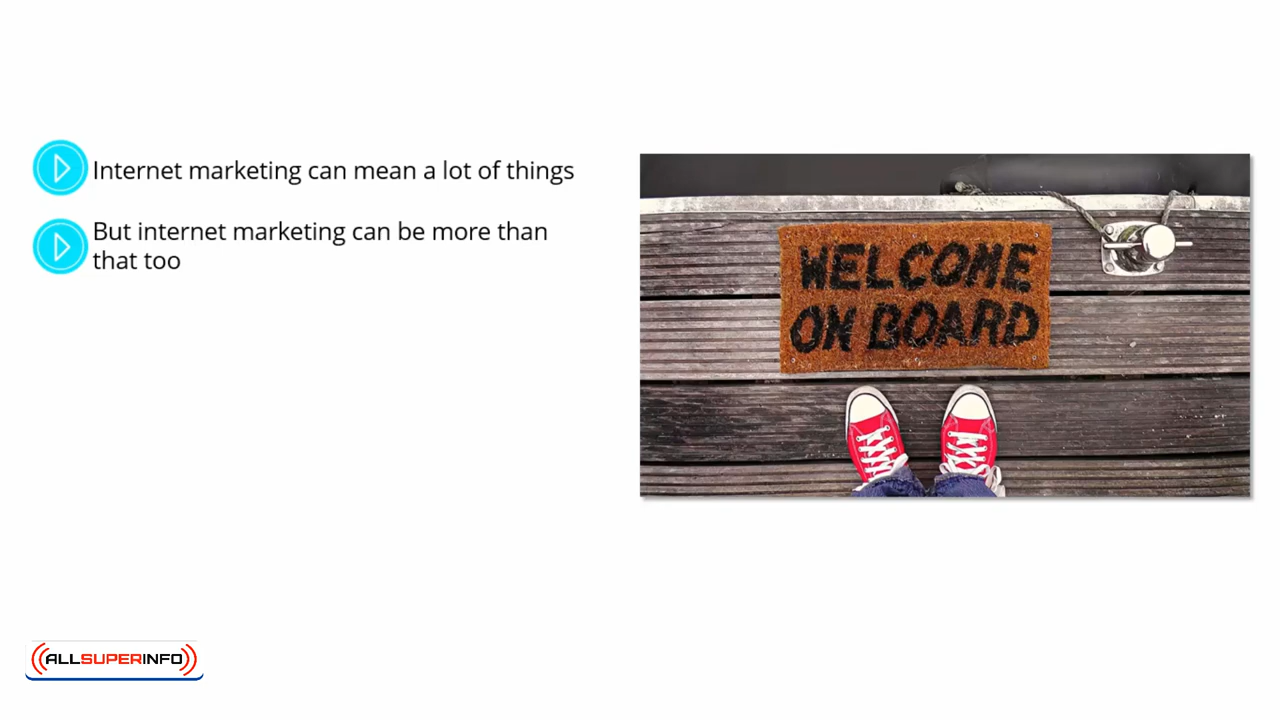 Internet marketing can mean a lot of things
But internet marketing can be more than
that too
WELCOME
ON BOARD
ALLSUPERINFO